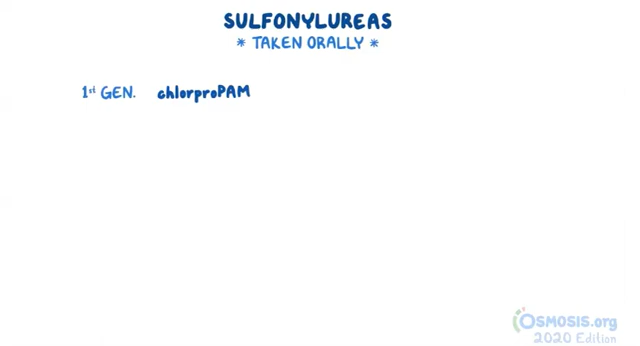 SULFONYLUREAS
* TAKEN ORALLY *
1st GEN. chlorproPAM
OSMOSIS.org
2020 Edition